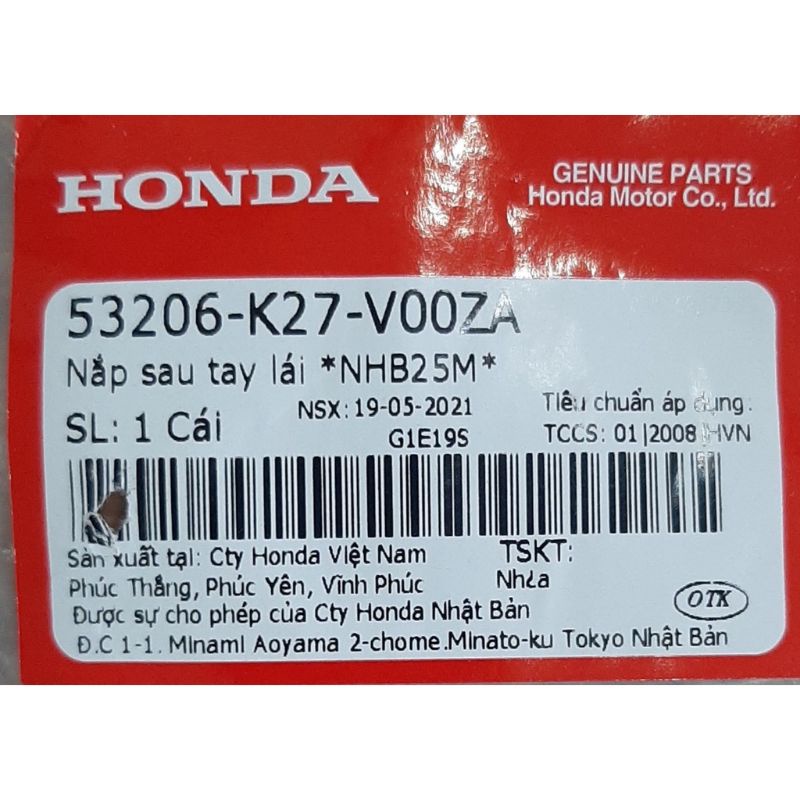 HONDA
GENUINE PARTS
Honda Motor Co., Ltd.
53206-K27-V00ZA
Nắp sau tay lái *NHB25M*
SL: 1 Cái
NSX: 19-05-2021
G1E19S
Tiêu chuẩn áp dụng:
TCCS: 01|2008|HVN
Sản xuất tại: Cty Honda Việt Nam
Phúc Thắng, Phúc Yên, Vĩnh Phúc
Được sự cho phép của Cty Honda Nhật Bản
Đ.C 1-1. Minami Aoyama 2-chome.Minato-ku Tokyo Nhật Bản
TSKT:
Nhựa
OTK